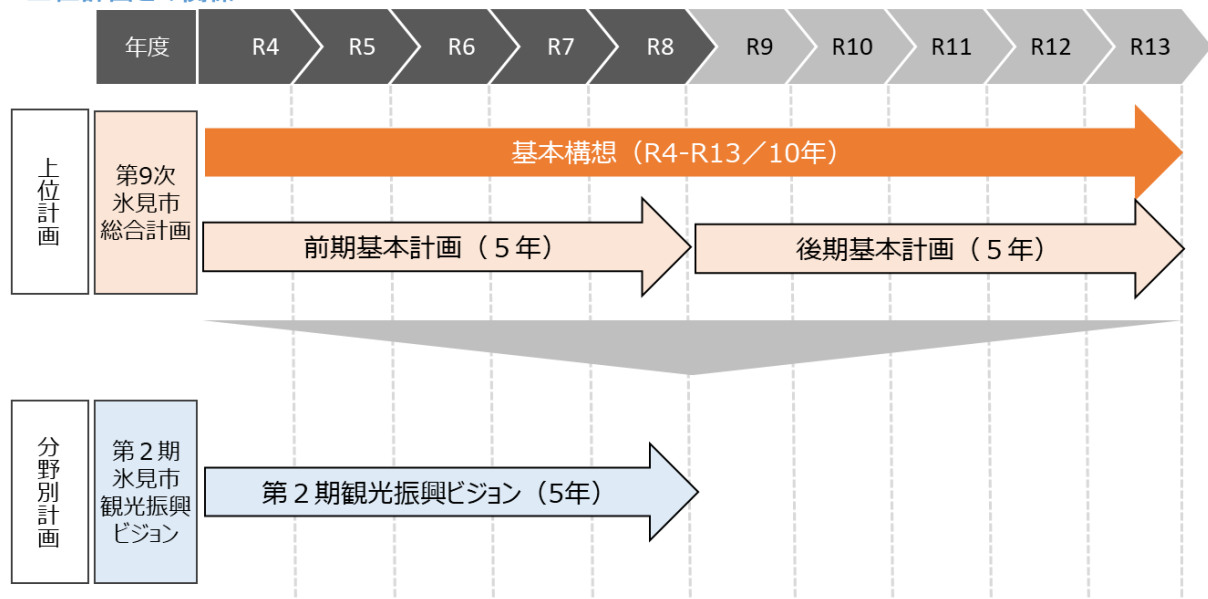 年度
R4
R5
R6
R7
R8
R9
R10
R11
R12
R13
上位計画
第9次
氷見市
総合計画
基本構想（R4-R13／10年）
前期基本計画（５年）
後期基本計画（５年）
分野別計画
第２期
氷見市
観光振興
ビジョン
第２期観光振興ビジョン（5年）